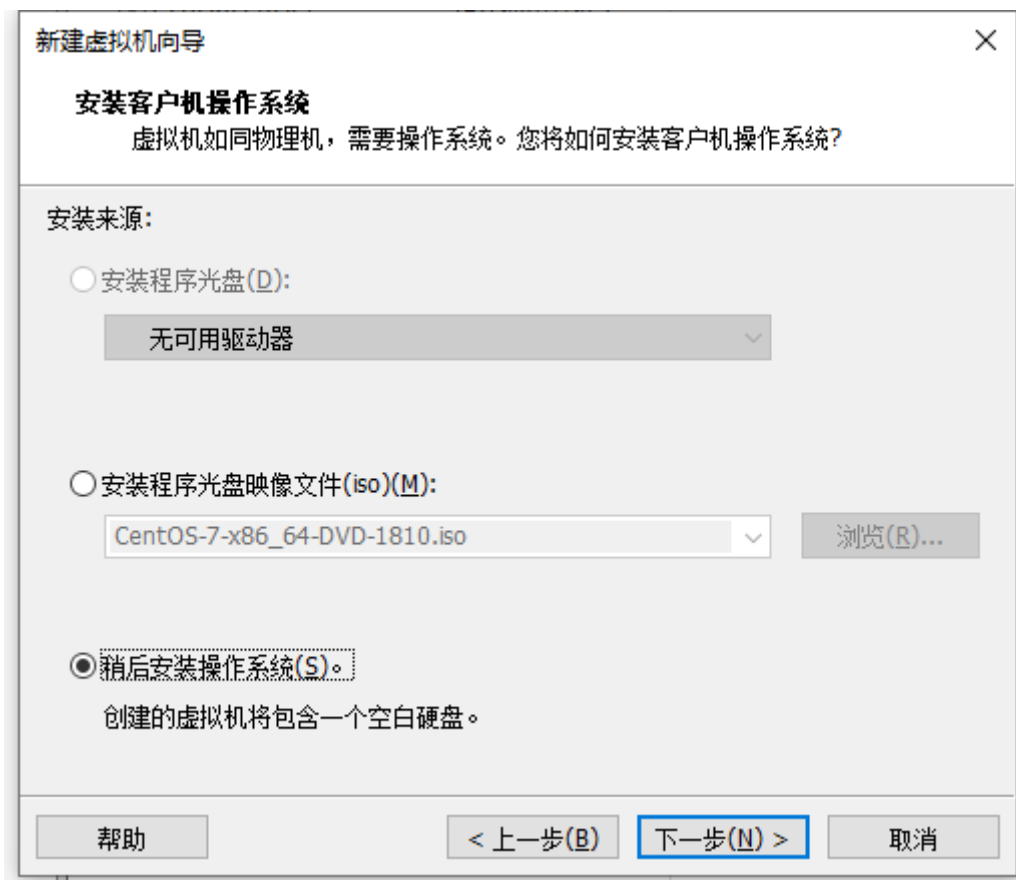 新建虚拟机向导
安装客户机操作系统
虚拟机如同物理机，需要操作系统。您将如何安装客户机操作系统?
安装来源:
安装程序光盘(D):
无可用驱动器
安装程序光盘映像文件(iso)(M):
CentOS-7-x86_64-DVD-1810.iso
浏览(R)...
稍后安装操作系统(S)。
创建的虚拟机将包含一个空白硬盘。
帮助
< 上一步(B)
下一步(N) >
取消